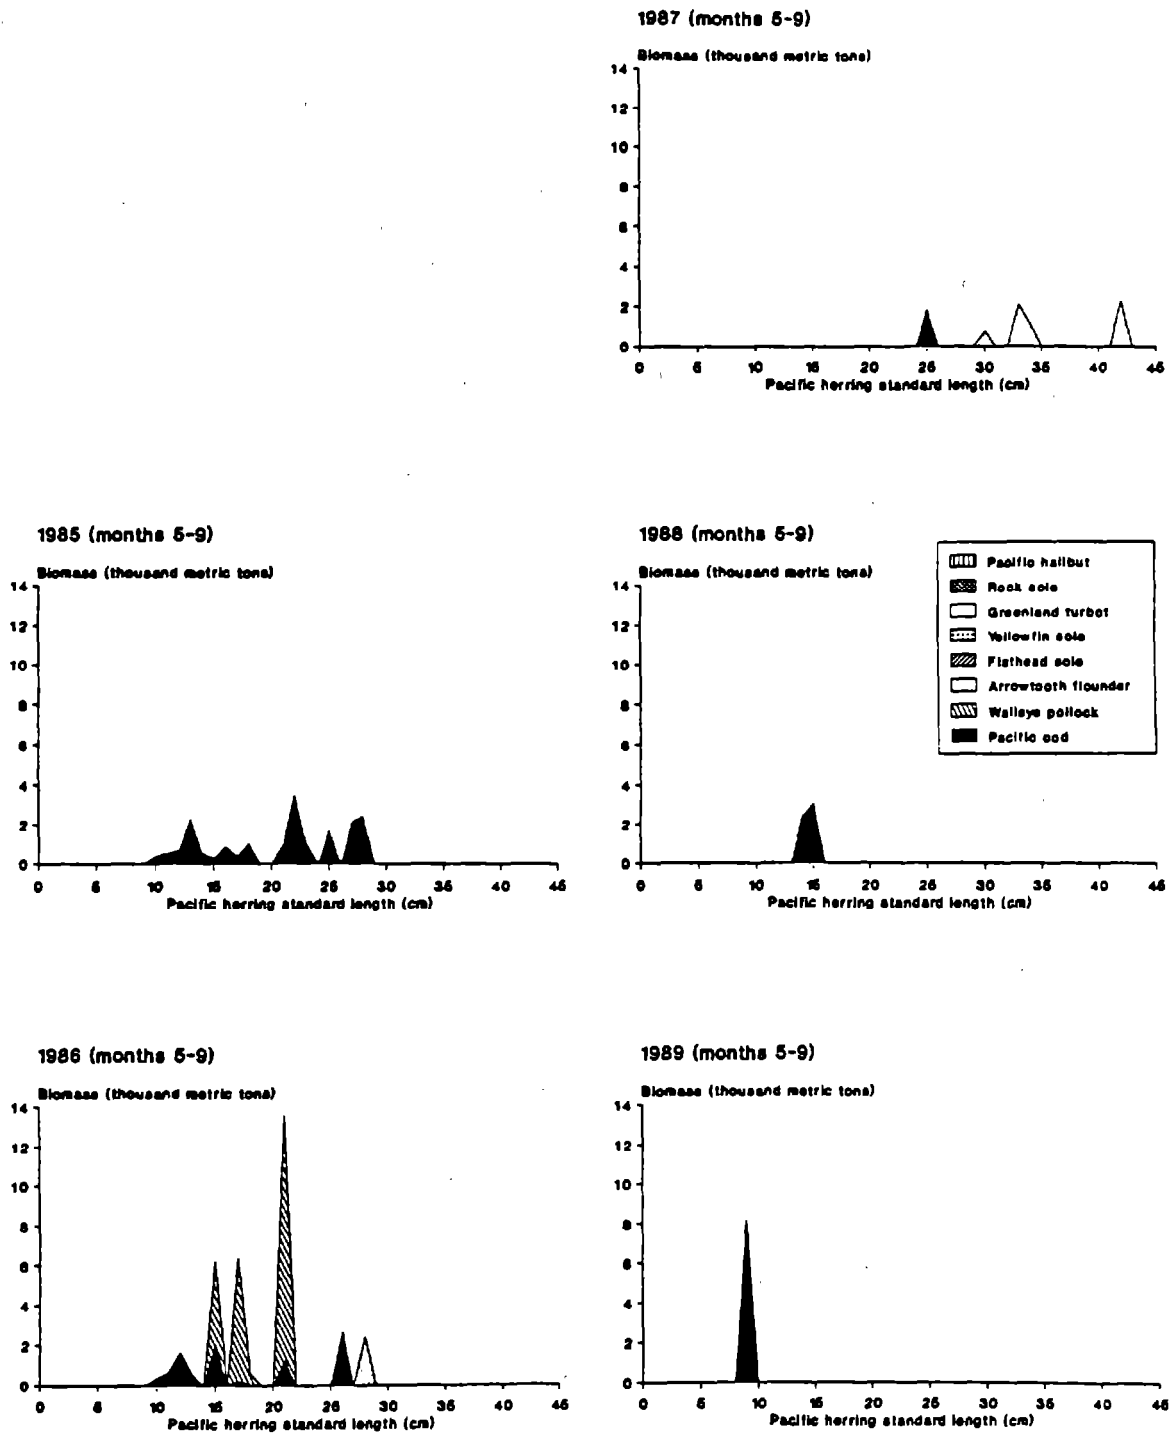 1987 (months 5-9)
Biomass (thousand metric tons)
14
12
10
8
6
4
2
0
0 5 10 15 20 25 30 35 40 45
Pacific herring standard length (cm)
1985 (months 5-9)
Biomass (thousand metric tons)
14
12
10
8
6
4
2
0
0 5 10 15 20 25 30 35 40 45
Pacific herring standard length (cm)
1988 (months 5-9)
Biomass (thousand metric tons)
14
12
10
8
6
4
2
0
0 5 10 15 20 25 30 35 40 45
Pacific herring standard length (cm)
Pacific halibut
Rock sole
Greenland turbot
Yellowfin sole
Flathead sole
Arrowtooth flounder
Walleye pollock
Pacific cod
1986 (months 5-9)
Biomass (thousand metric tons)
14
12
10
8
6
4
2
0
0 5 10 15 20 25 30 35 40 45
Pacific herring standard length (cm)
1989 (months 5-9)
Biomass (thousand metric tons)
14
12
10
8
6
4
2
0
0 5 10 15 20 25 30 35 40 45
Pacific herring standard length (cm)